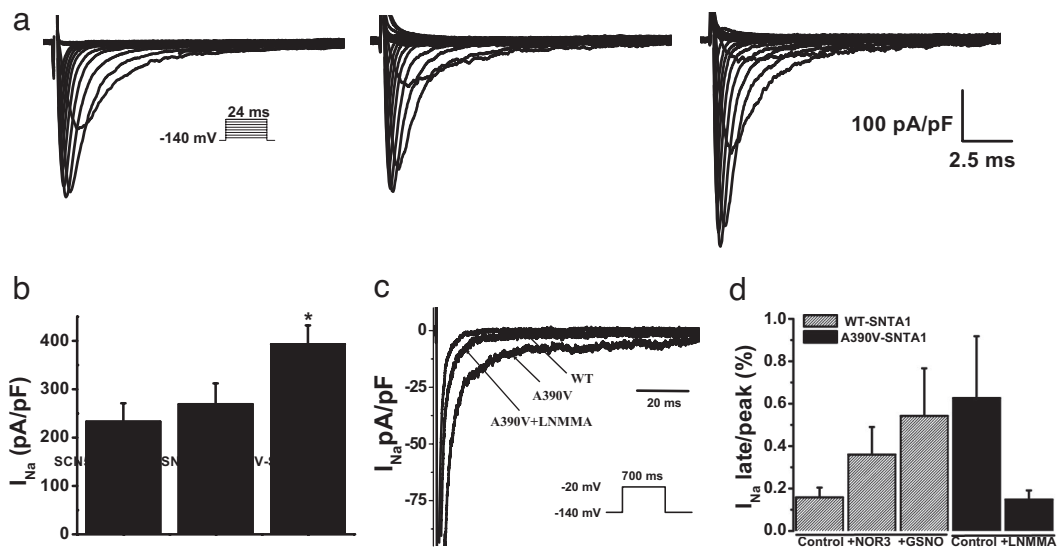 a
24 ms
-140 mV
100 pA/pF
2.5 ms
b
I_Na (pA/pF)
400
300
200
100
0
*
c
I_Na pA/pF
0
-25
-50
-75
WT
A390V
A390V+LNMMA
20 ms
700 ms
-20 mV
-140 mV
d
I_Na late/peak (%)
1.0
0.8
0.6
0.4
0.2
0.0
WT-SNTA1
A390V-SNTA1
Control +NOR3 +GSNO Control +LNMMA